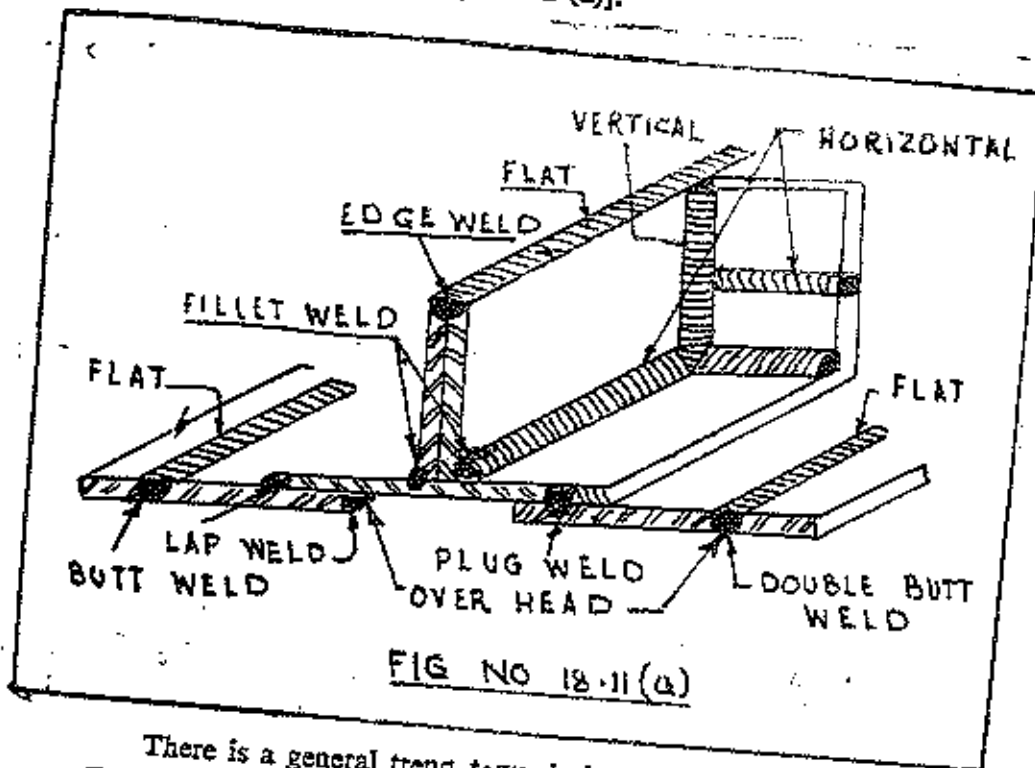 VERTICAL
HORIZONTAL
FLAT
EDGE WELD
FILLET WELD
FLAT
FLAT
LAP WELD
PLUG WELD
BUTT WELD
OVER HEAD
DOUBLE BUTT
WELD
FIG NO 18.11(a)
There is a general trend